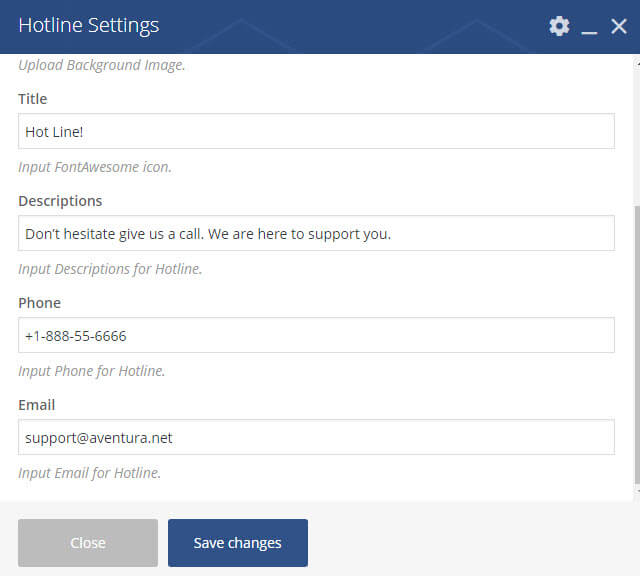 Hotline Settings
Upload Background Image.
Title
Hot Line!
Input FontAwesome icon.
Descriptions
Don’t hesitate give us a call. We are here to support you.
Input Descriptions for Hotline.
Phone
+1-888-55-6666
Input Phone for Hotline.
Email
support@aventura.net
Input Email for Hotline.
Close
Save changes